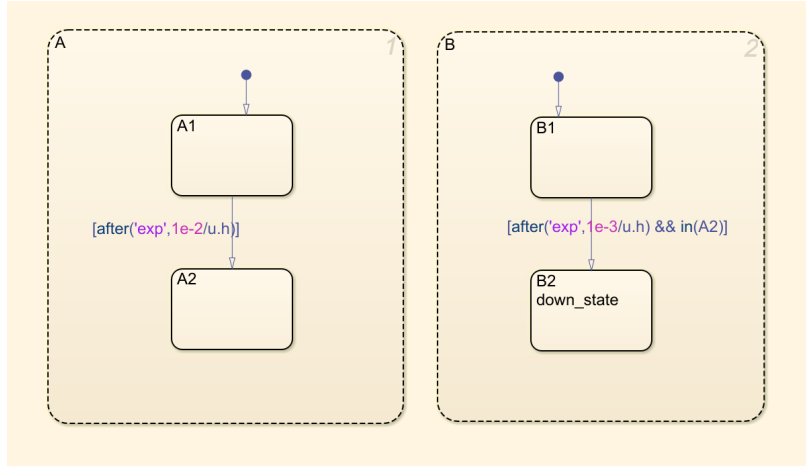 A
1
A1
[after('exp',1e-2/u.h)]
A2
B
2
B1
[after('exp',1e-3/u.h) && in(A2)]
B2
down_state